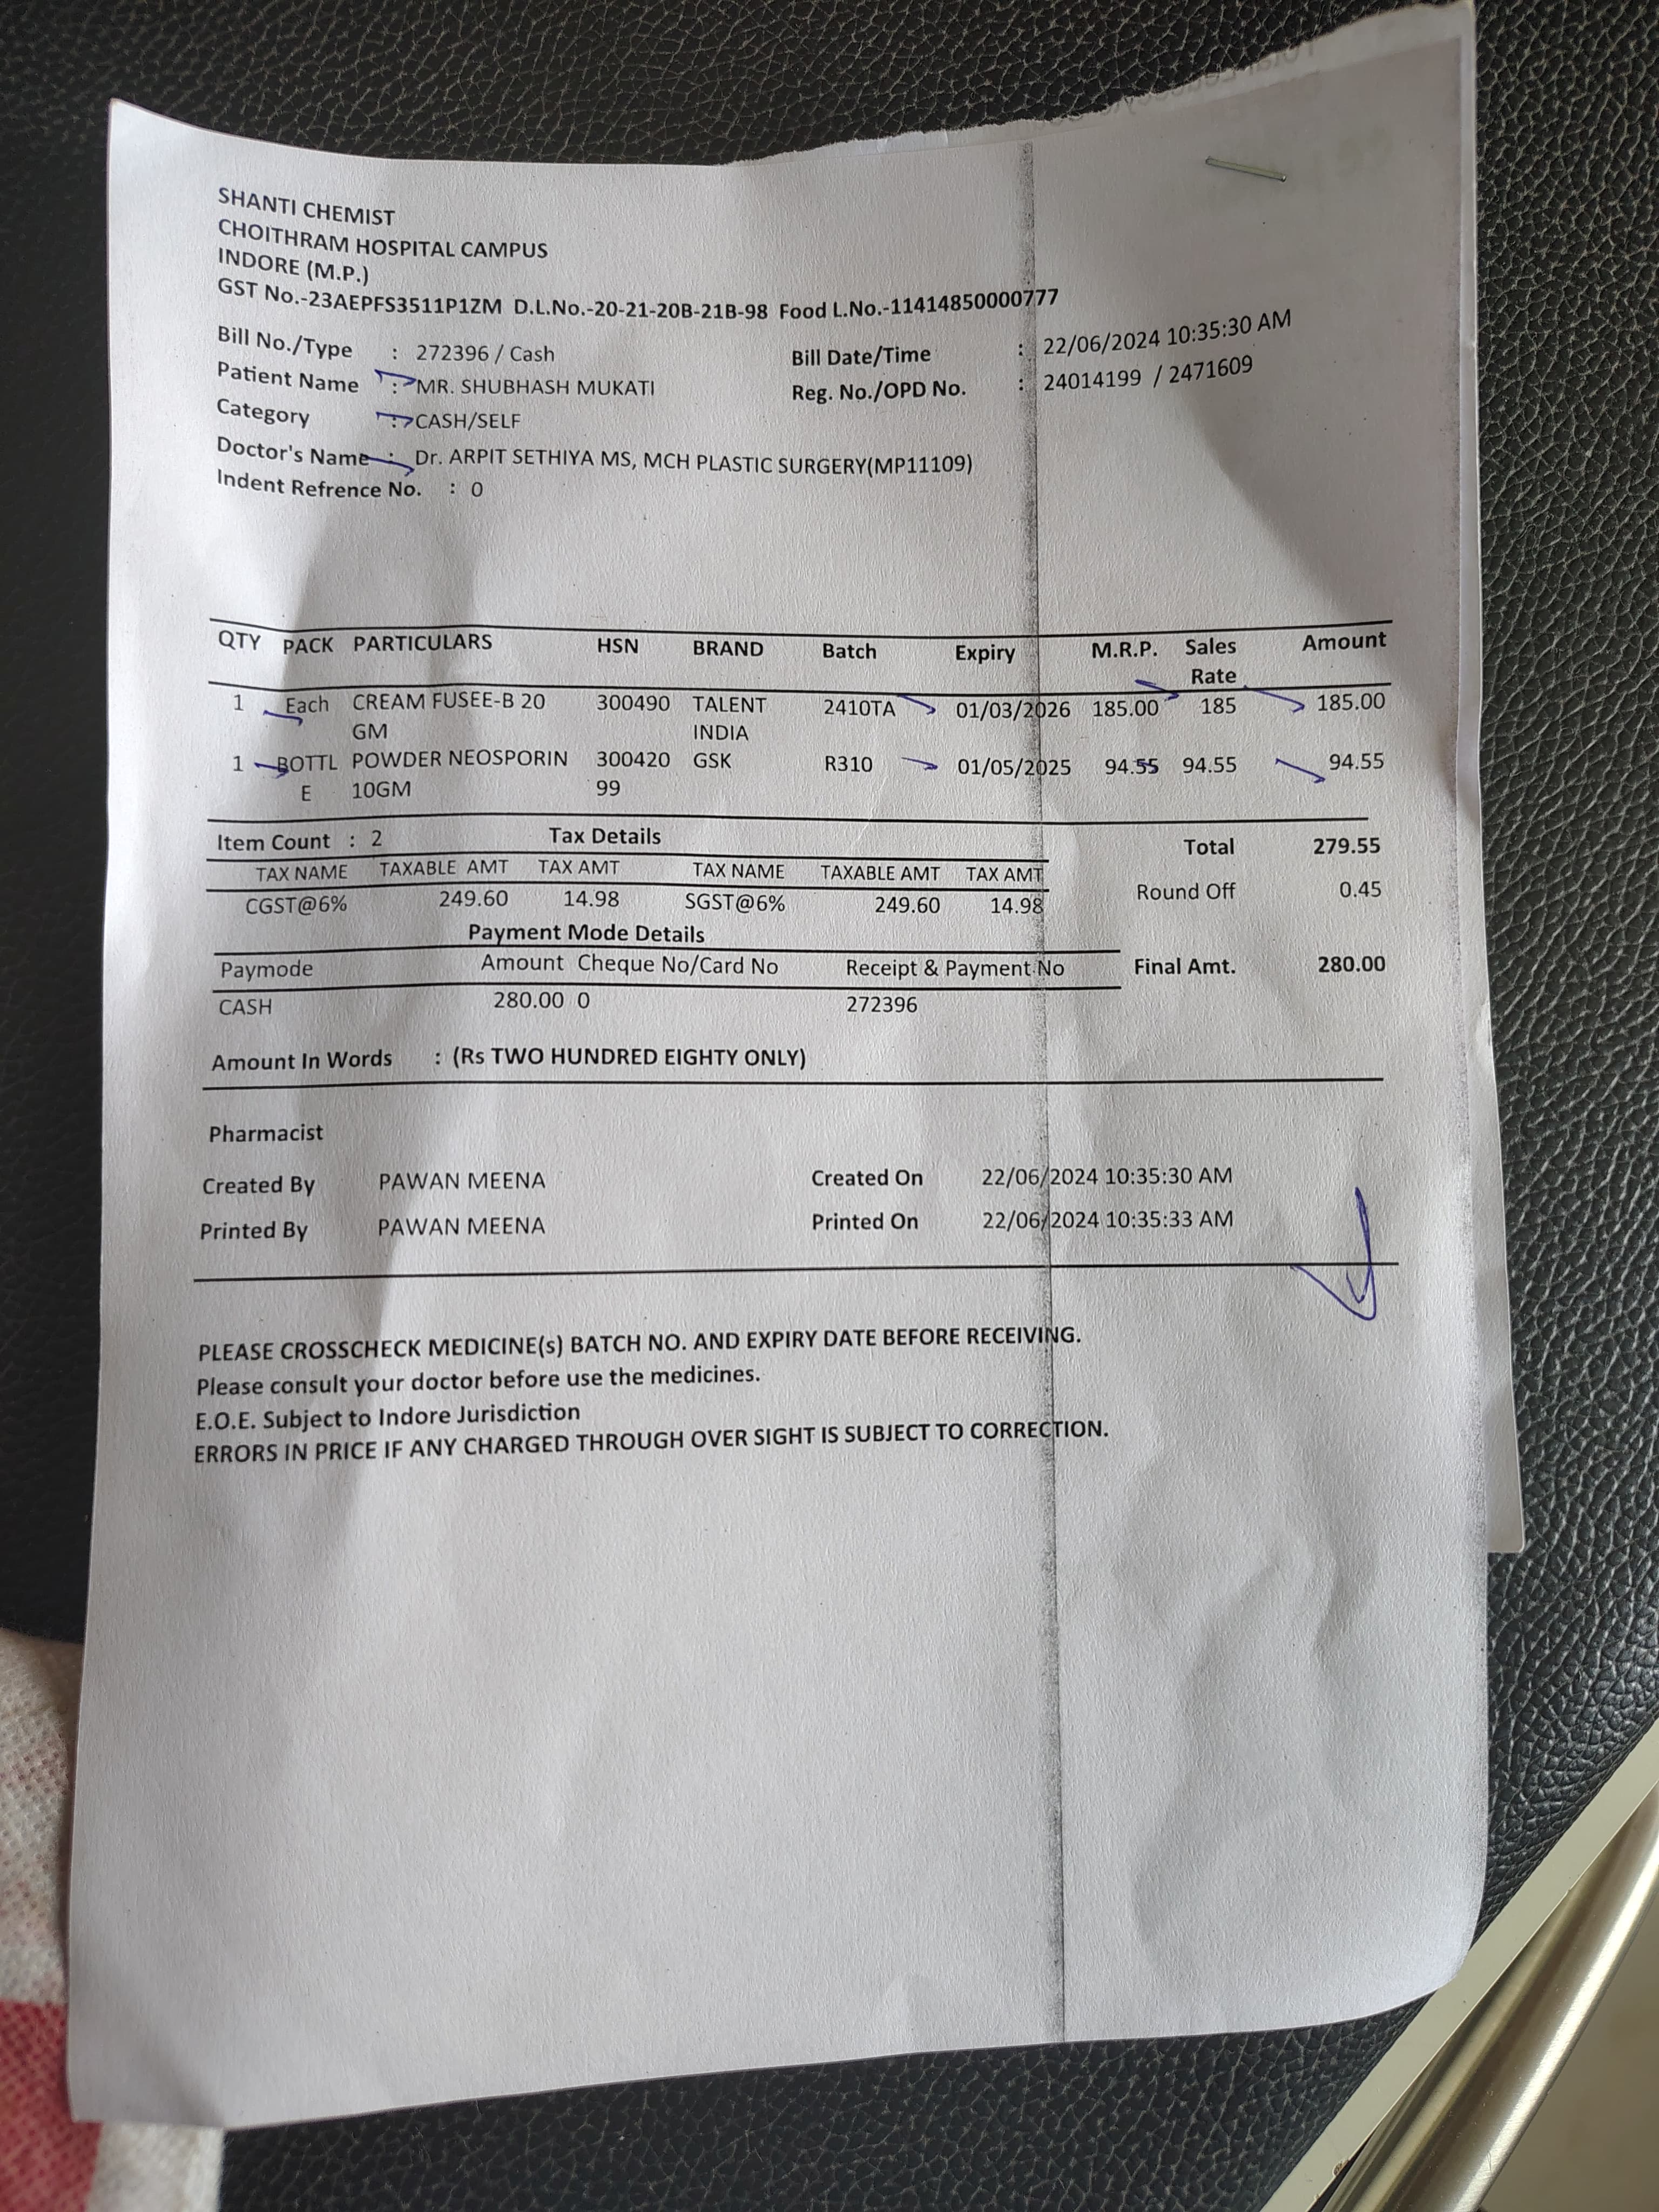 SHANTI CHEMIST
CHOITHRAM HOSPITAL CAMPUS
INDORE (M.P.)
GST No.-23AEPFS3511P1ZM D.L.No.-20-21-20B-21B-98 Food L.No.-11414850000777
Bill No./Type : 272396 / Cash Bill Date/Time : 22/06/2024 10:35:30 AM
Patient Name : MR. SHUBHASH MUKATI Reg. No./OPD No. : 24014199 / 2471609
Category : CASH/SELF
Doctor's Name : Dr. ARPIT SETHIYA MS, MCH PLASTIC SURGERY(MP11109)
Indent Refrence No. : 0
QTY PACK PARTICULARS HSN BRAND Batch Expiry M.R.P. Sales Amount
Rate
1 Each CREAM FUSEE-B 20 300490 TALENT 2410TA 01/03/2026 185.00 185 185.00
GM INDIA
1 BOTTL POWDER NEOSPORIN 300420 GSK R310 01/05/2025 94.55 94.55 94.55
E 10GM 99
Item Count : 2 Tax Details Total 279.55
TAX NAME TAXABLE AMT TAX AMT TAX NAME TAXABLE AMT TAX AMT
Round Off 0.45
CGST@6% 249.60 14.98 SGST@6% 249.60 14.98
Payment Mode Details
Paymode Amount Cheque No/Card No Receipt & Payment No Final Amt. 280.00
CASH 280.00 0 272396
Amount In Words : (Rs TWO HUNDRED EIGHTY ONLY)
Pharmacist
Created By PAWAN MEENA Created On 22/06/2024 10:35:30 AM
Printed By PAWAN MEENA Printed On 22/06/2024 10:35:33 AM
PLEASE CROSSCHECK MEDICINE(s) BATCH NO. AND EXPIRY DATE BEFORE RECEIVING.
Please consult your doctor before use the medicines.
E.O.E. Subject to Indore Jurisdiction
ERRORS IN PRICE IF ANY CHARGED THROUGH OVER SIGHT IS SUBJECT TO CORRECTION.